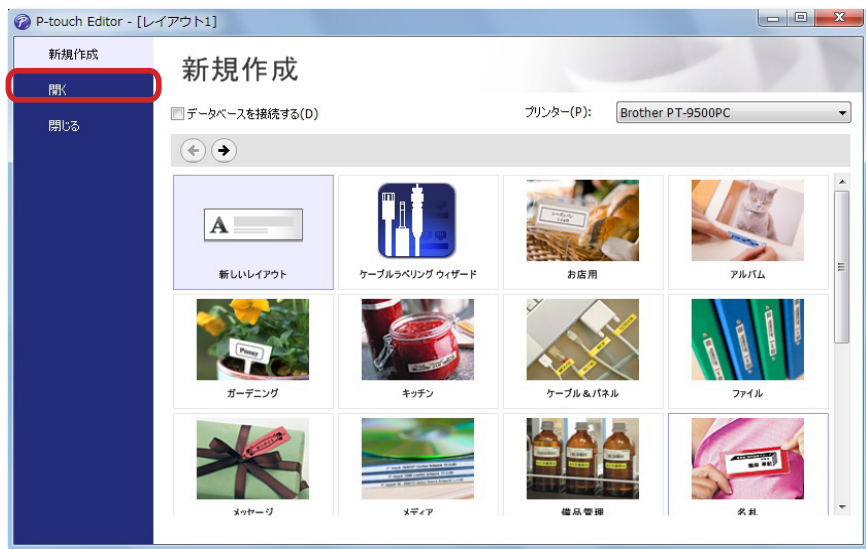 P-touch Editor - [レイアウト1]
新規作成
開く
閉じる
新規作成
データベースを接続する(D)
プリンター(P):
Brother PT-9500PC
A
新しいレイアウト
ケーブルラベリング ウィザード
お店用
アルバム
Pansy
ガーデニング
キッチン
ケーブル&パネル
ファイル
メッセージ
メディア
備品管理
名札